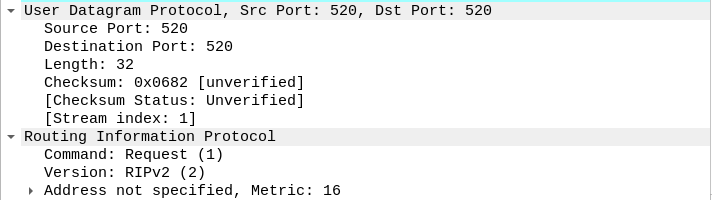 User Datagram Protocol, Src Port: 520, Dst Port: 520
Source Port: 520
Destination Port: 520
Length: 32
Checksum: 0x0682 [unverified]
[Checksum Status: Unverified]
[Stream index: 1]
Routing Information Protocol
Command: Request (1)
Version: RIPv2 (2)
Address not specified, Metric: 16